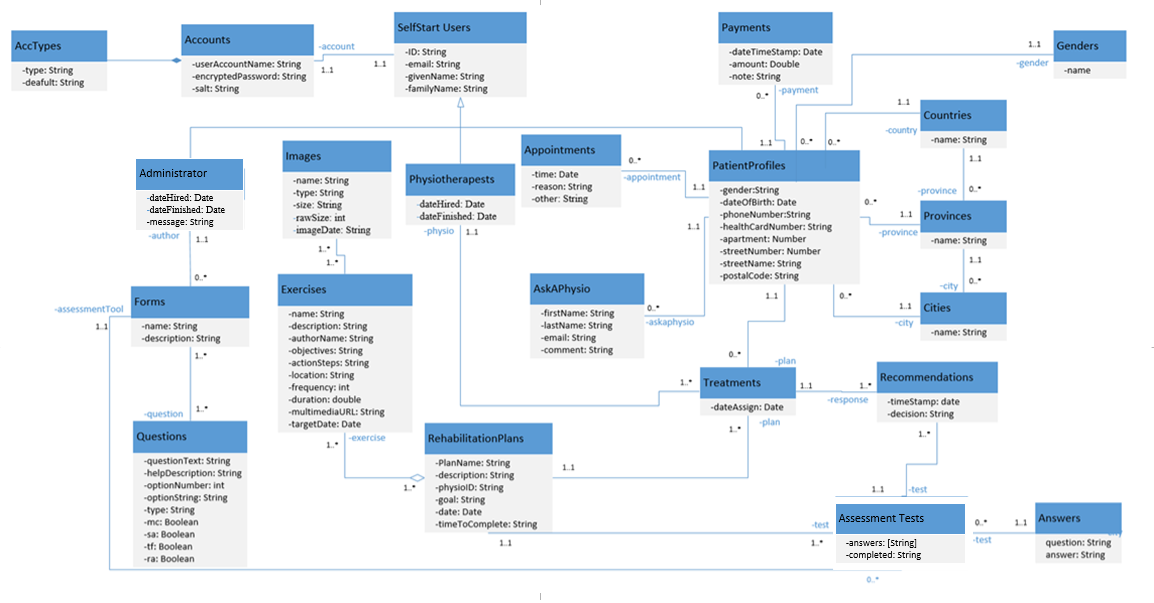 AccTypes
-type: String
-deafult: String
Accounts
-userAccountName: String
-encryptedPassword: String
-salt: String
-account
1..1
1..1
SelfStart Users
-ID: String
-email: String
-givenName: String
-familyName: String
Payments
-dateTimeStamp: Date
-amount: Double
-note: String
-payment
0..*
1..1
Genders
-name
1..1
-gender
0..*
Countries
-name: String
1..1
-country
0..*
1..1
-province
0..*
Provinces
-name: String
0..*
1..1
-province
1..1
-city
0..*
Cities
-name: String
0..*
1..1
-city
Administrator
-dateHired: Date
-dateFinished: Date
-message: String
-author
1..1
0..*
Images
-name: String
-type: String
-size: String
-rawSize: int
-imageDate: String
1..*
1..*
Physiotherapests
-dateHired: Date
-dateFinished: Date
-physio
1..1
Appointments
-time: Date
-reason: String
-other: String
0..*
-appointment
1..1
PatientProfiles
-gender:String
-dateOfBirth: Date
-phoneNumber:String
-healthCardNumber: String
-apartment: Number
-streetNumber: Number
-streetName: String
-postalCode: String
1..1
1..1
0..*
Forms
-name: String
-description: String
-assessmentTool
1..1
1..*
-question
1..*
Exercises
-name: String
-description: String
-authorName: String
-objectives: String
-actionSteps: String
-location: String
-frequency: int
-duration: double
-multimediaURL: String
-targetDate: Date
-exercise
1..*
1..*
AskAPhysio
-firstName: String
-lastName: String
-email: String
-comment: String
0..*
-askaphysio
Treatments
-dateAssign: Date
1..*
-plan
1..1
1..*
-response
-plan
1..*
Recommendations
-timeStamp: date
-decision: String
1..*
1..1
-test
Questions
-questionText: String
-helpDescription: String
-optionNumber: int
-optionString: String
-type: String
-mc: Boolean
-sa: Boolean
-tf: Boolean
-ra: Boolean
RehabilitationPlans
-PlanName: String
-description: String
-physioID: String
-goal: String
-date: Date
-timeToComplete: String
1..1
1..1
-test
1..*
Assessment Tests
-answers: [String]
-completed: String
0..*
0..*
1..1
-test
Answers
question: String
answer: String